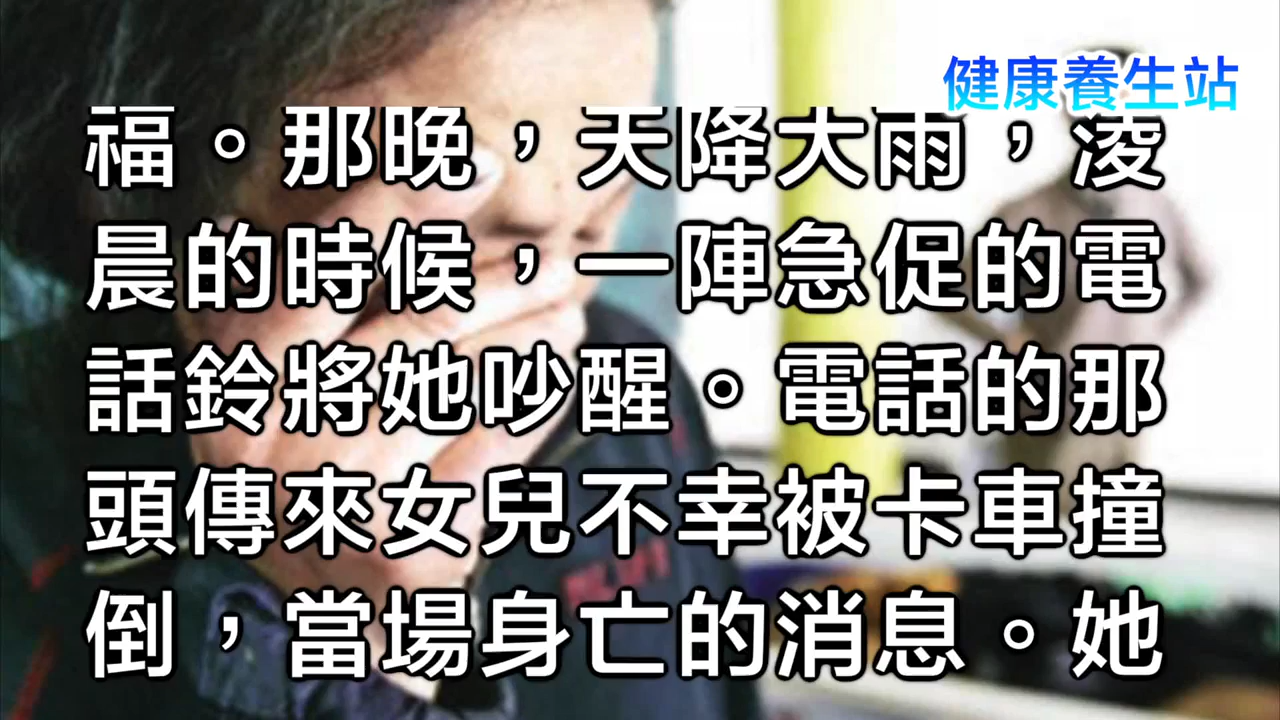 健康養生站
福。那晚，天降大雨，凌
晨的時候，一陣急促的電
話鈴將她吵醒。電話的那
頭傳來女兒不幸被卡車撞
倒，當場身亡的消息。她